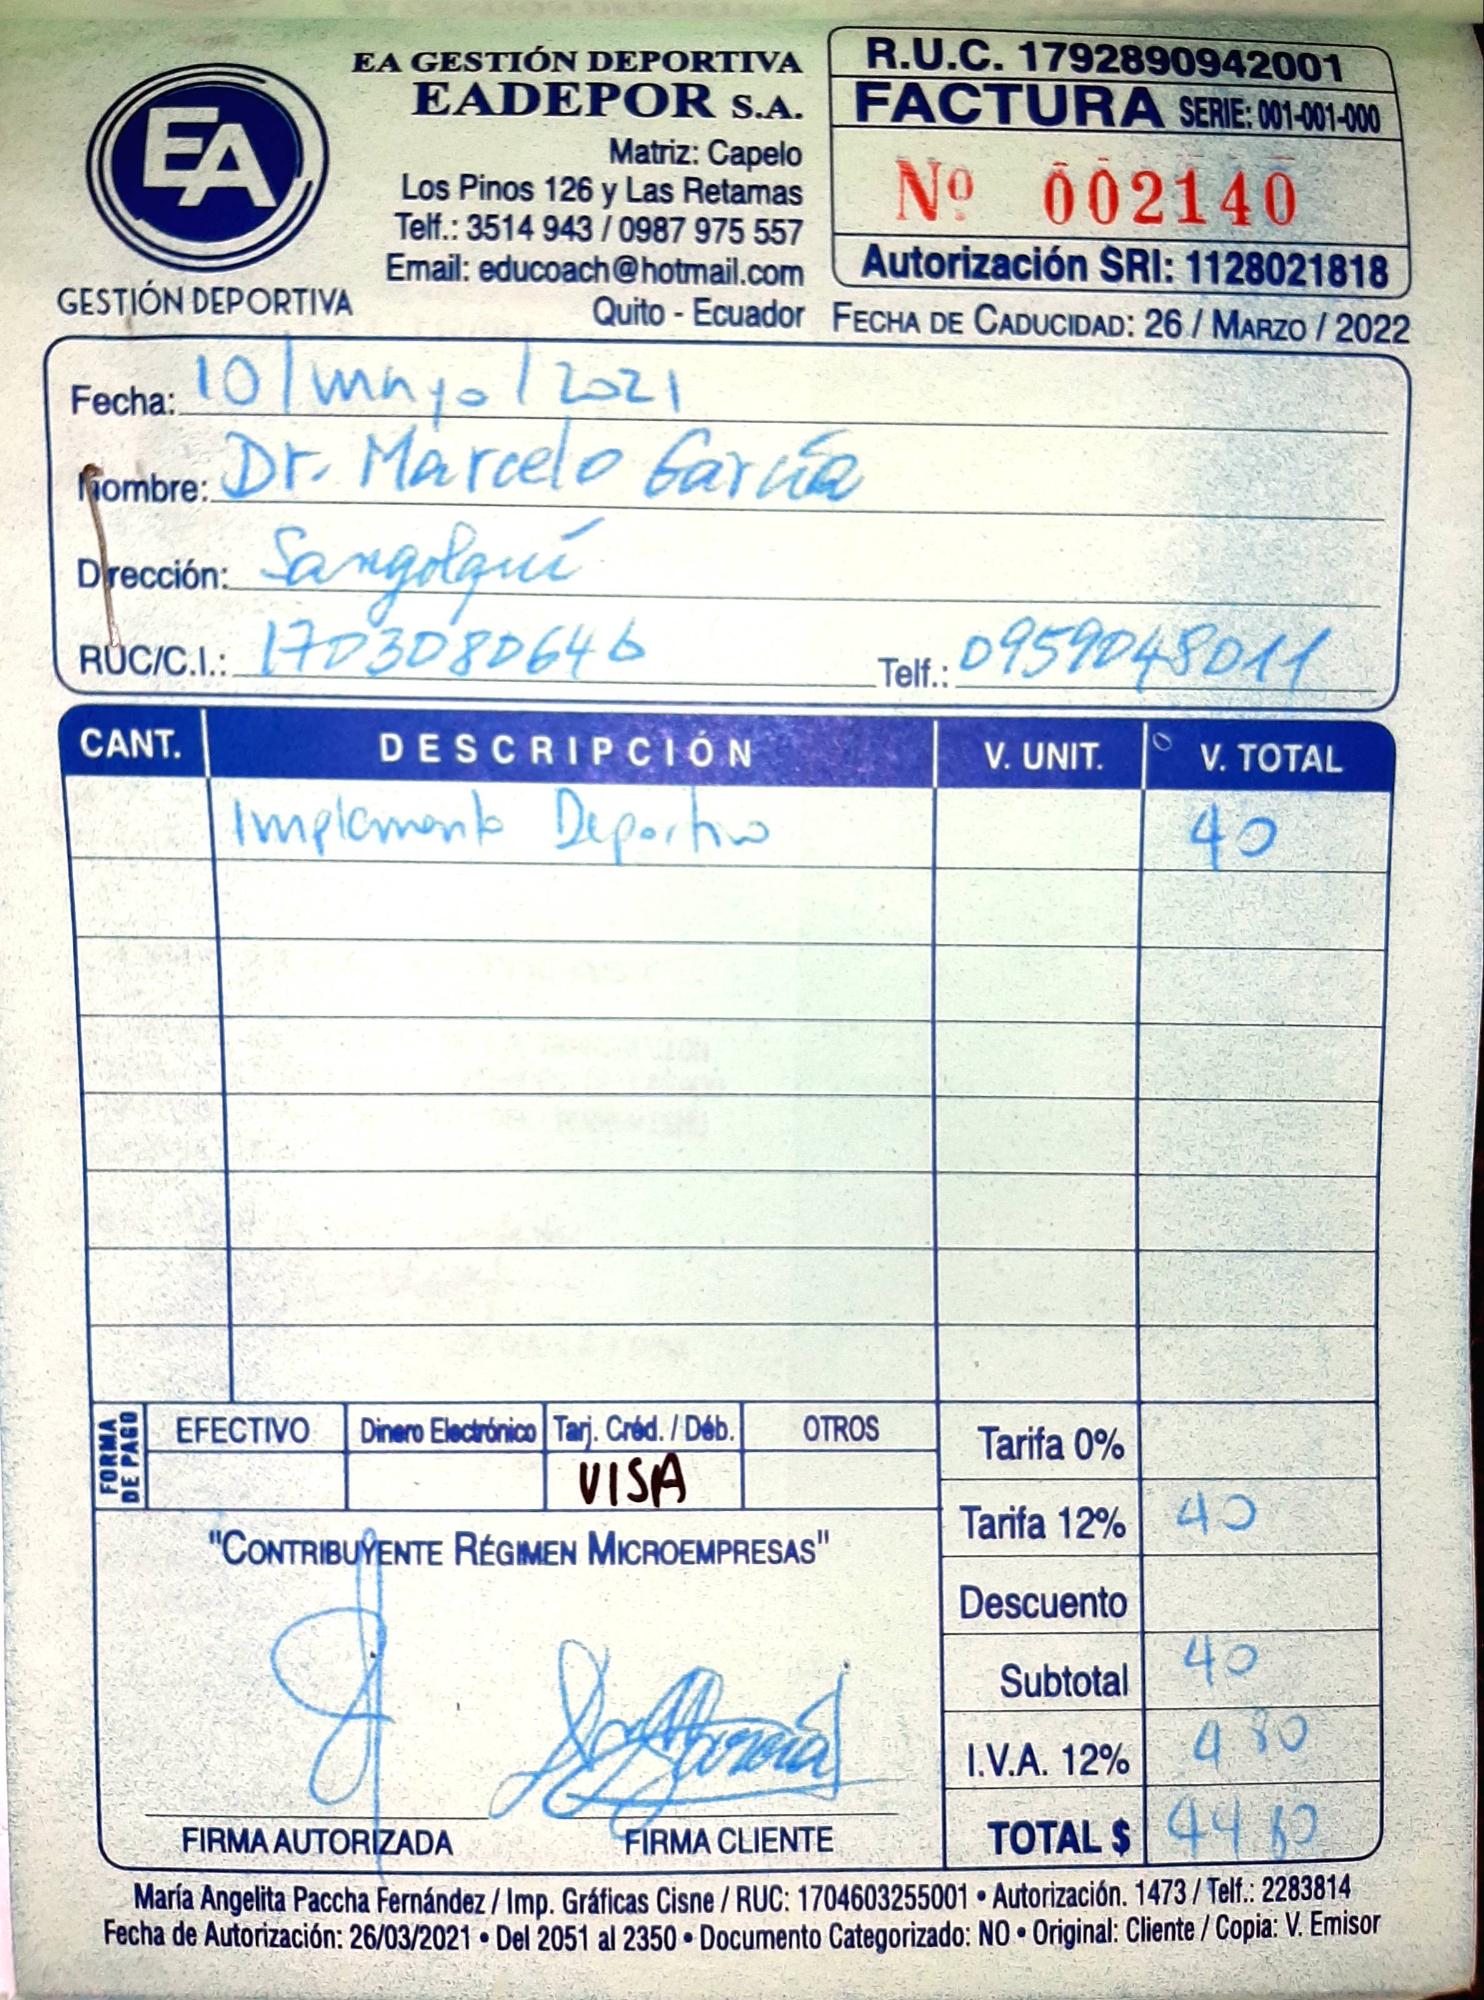 EA
GESTIÓN DEPORTIVA
EA GESTIÓN DEPORTIVA
EADEPOR S.A.
Matriz: Capelo
Los Pinos 126 y Las Retamas
Telf.: 3514 943 / 0987 975 557
Email: educoach@hotmail.com
Quito - Ecuador
R.U.C. 1792890942001
FACTURA SERIE: 001-001-000
Nº 002140
Autorización SRI: 1128021818
FECHA DE CADUCIDAD: 26 / MARZO / 2022
Fecha: 10/mayo/2021
Nombre: Dr. Marcelo García
Dirección: Sangolquí
RUC/C.I.: 1703080646 Telf.: 0959048011
CANT. DESCRIPCIÓN V. UNIT. V. TOTAL
Implemento Deportivo 40
FORMA DE PAGO
EFECTIVO Dinero Electrónico Tarj. Créd. / Déb. OTROS
VISA
Tarifa 0%
Tarifa 12% 40
Descuento
Subtotal 40
I.V.A. 12% 4 80
TOTAL $ 44 80
"CONTRIBUYENTE RÉGIMEN MICROEMPRESAS"
FIRMA AUTORIZADA FIRMA CLIENTE
María Angelita Paccha Fernández / Imp. Gráficas Cisne / RUC: 1704603255001 • Autorización. 1473 / Telf.: 2283814
Fecha de Autorización: 26/03/2021 • Del 2051 al 2350 • Documento Categorizado: NO • Original: Cliente / Copia: V. Emisor